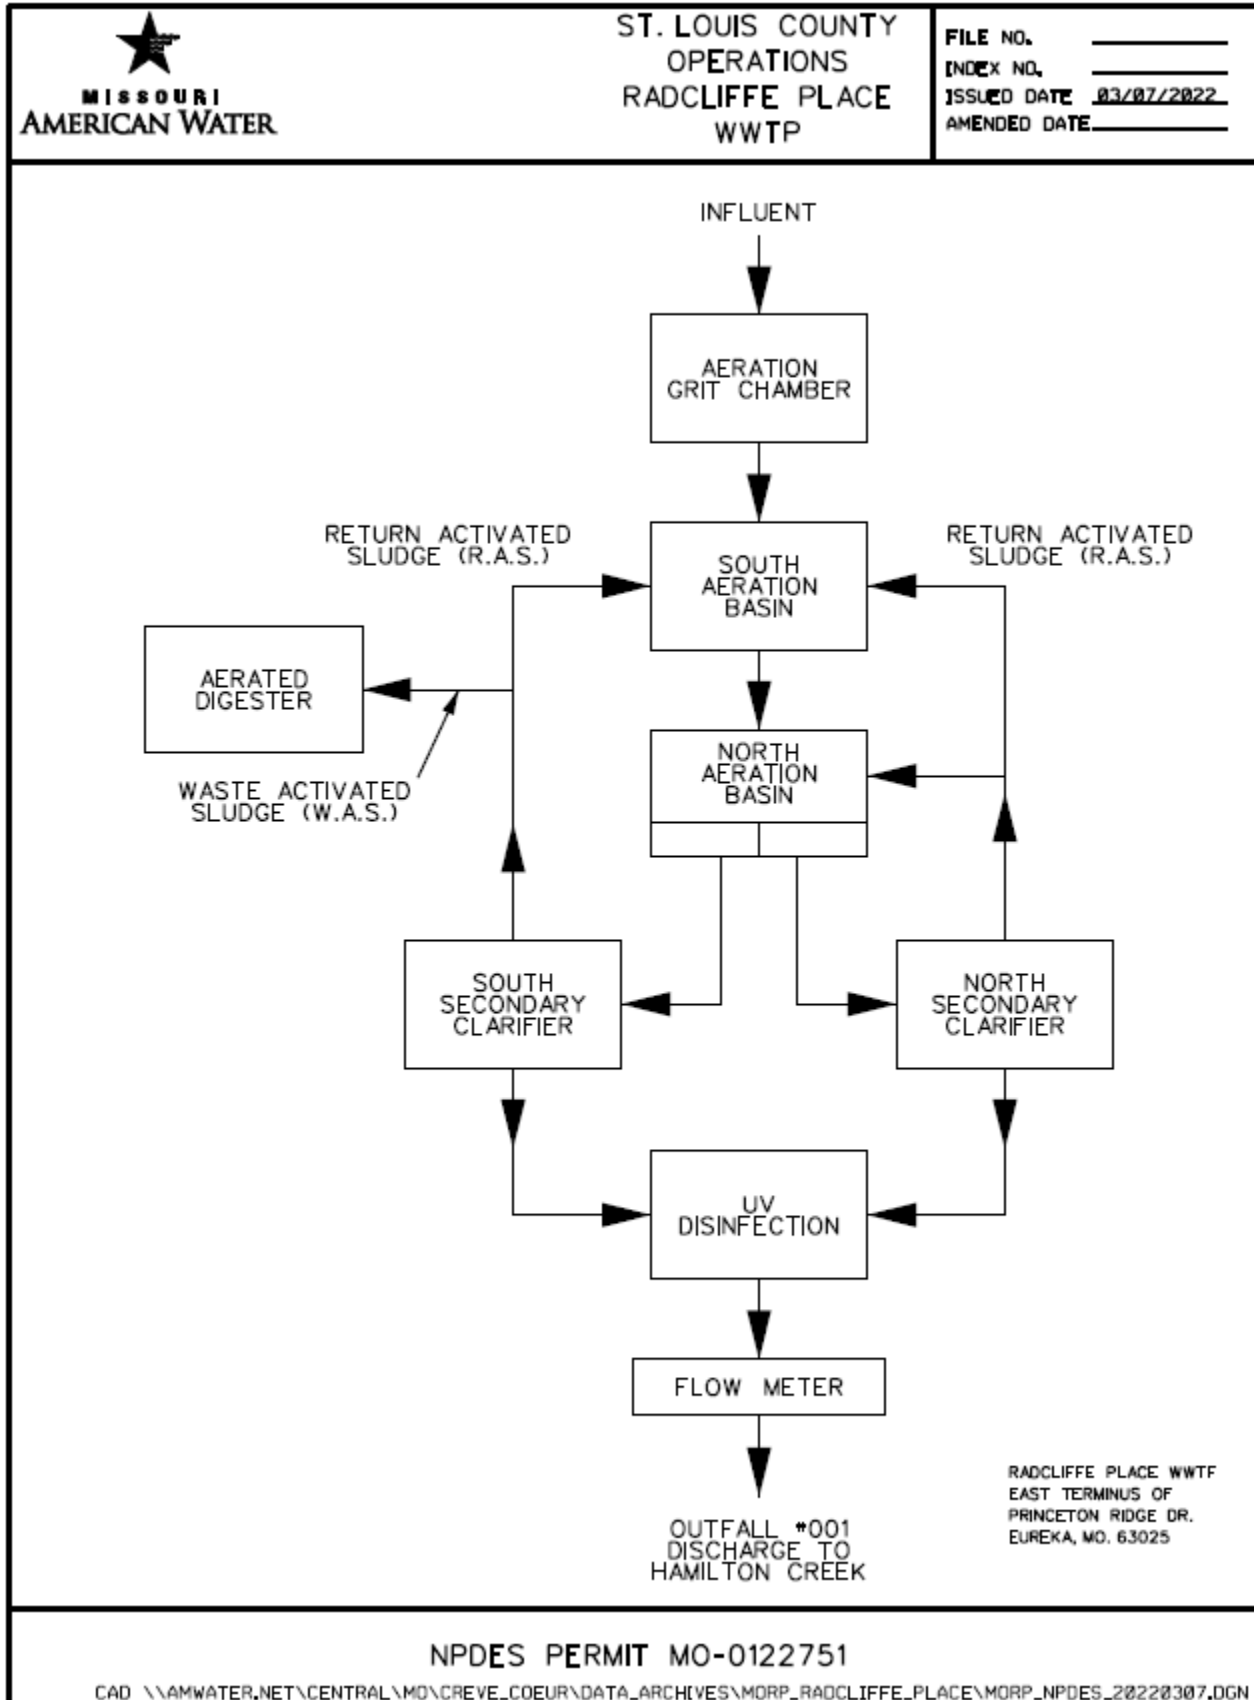 MISSOURI
AMERICAN WATER
ST. LOUIS COUNTY
OPERATIONS
RADCLIFFE PLACE
WWTP
FILE NO.
INDEX NO.
ISSUED DATE 03/07/2022
AMENDED DATE
INFLUENT
AERATION
GRIT CHAMBER
RETURN ACTIVATED
SLUDGE (R.A.S.)
SOUTH
AERATION
BASIN
RETURN ACTIVATED
SLUDGE (R.A.S.)
AERATED
DIGESTER
WASTE ACTIVATED
SLUDGE (W.A.S.)
NORTH
AERATION
BASIN
SOUTH
SECONDARY
CLARIFIER
NORTH
SECONDARY
CLARIFIER
UV
DISINFECTION
FLOW METER
OUTFALL #001
DISCHARGE TO
HAMILTON CREEK
RADCLIFFE PLACE WWTF
EAST TERMINUS OF
PRINCETON RIDGE DR.
EUREKA, MO. 63025
NPDES PERMIT MO-0122751
CAD \\AMWATER.NET\CENTRAL\MO\CREVE_COEUR\DATA_ARCHIVES\MORP_RADCLIFFE_PLACE\MORP_NPDES_20220307.DGN